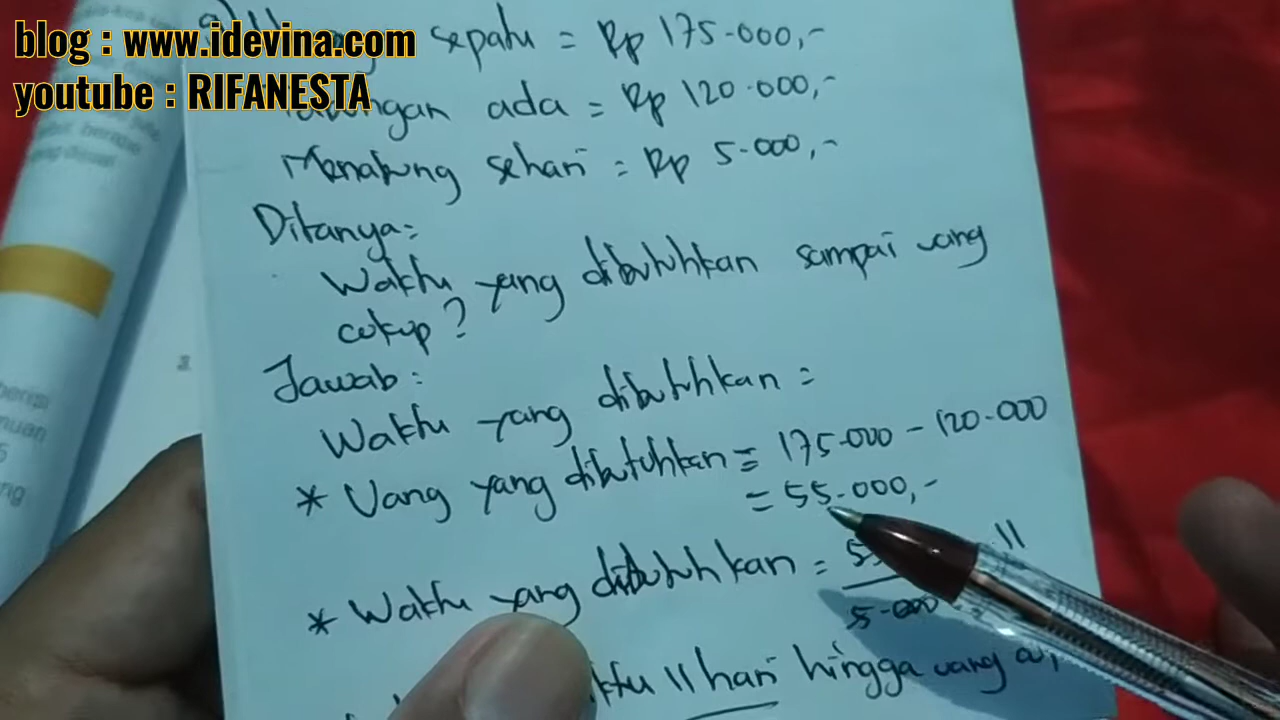 blog : www.idevina.com
youtube : RIFANESTA
sepatu = Rp 175.000,-
ada = Rp 120.000,-
Menabung sehari = Rp 5.000,-
Ditanya:
Waktu yang dibutuhkan sampai uang
cukup?
Jawab:
Waktu yang dibutuhkan =
* Uang yang dibutuhkan = 175.000 - 120.000
= 55.000,-
* Waktu yang dibutuhkan =
5.000
11
11 hari hingga uang